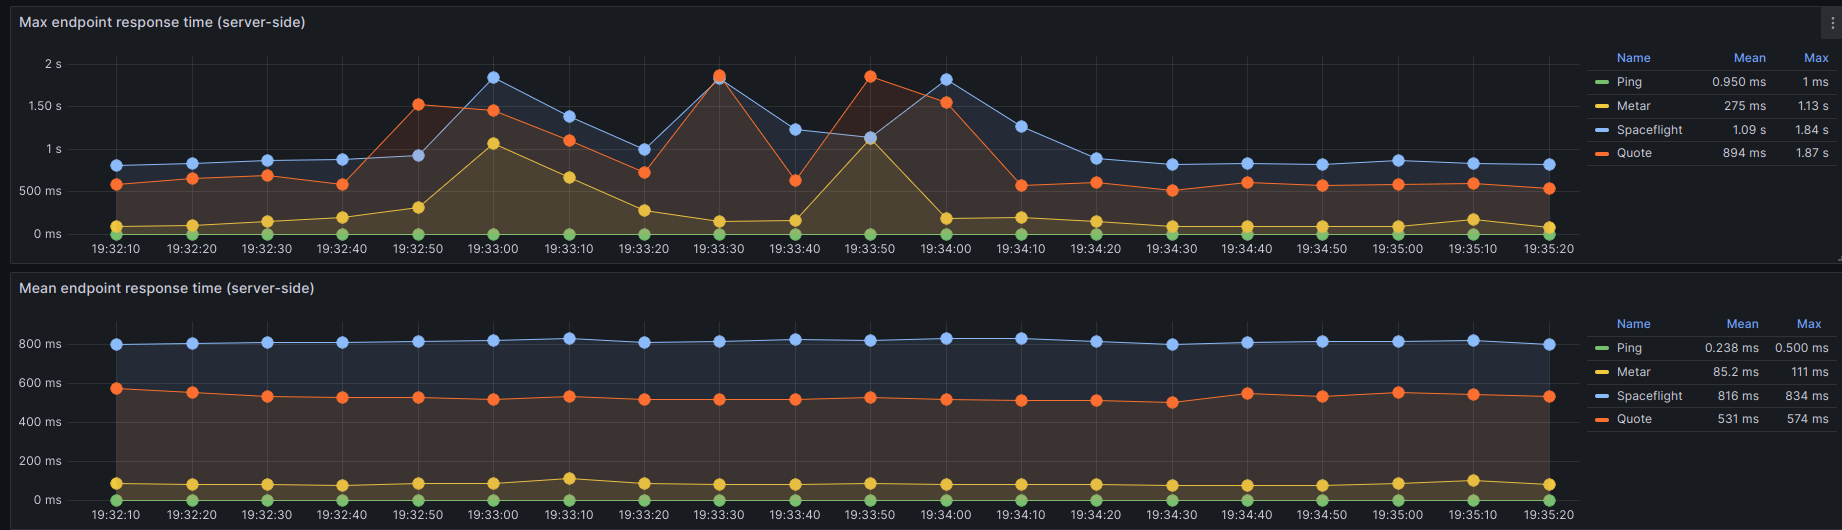 Max endpoint response time (server-side)
2 s
1.50 s
1 s
500 ms
0 ms
19:32:10 19:32:20 19:32:30 19:32:40 19:32:50 19:33:00 19:33:10 19:33:20 19:33:30 19:33:40 19:33:50 19:34:00 19:34:10 19:34:20 19:34:30 19:34:40 19:34:50 19:35:00 19:35:10 19:35:20
Name Mean Max
Ping 0.950 ms 1 ms
Metar 275 ms 1.13 s
Spaceflight 1.09 s 1.84 s
Quote 894 ms 1.87 s
Mean endpoint response time (server-side)
800 ms
600 ms
400 ms
200 ms
0 ms
19:32:10 19:32:20 19:32:30 19:32:40 19:32:50 19:33:00 19:33:10 19:33:20 19:33:30 19:33:40 19:33:50 19:34:00 19:34:10 19:34:20 19:34:30 19:34:40 19:34:50 19:35:00 19:35:10 19:35:20
Name Mean Max
Ping 0.238 ms 0.500 ms
Metar 85.2 ms 111 ms
Spaceflight 816 ms 834 ms
Quote 531 ms 574 ms